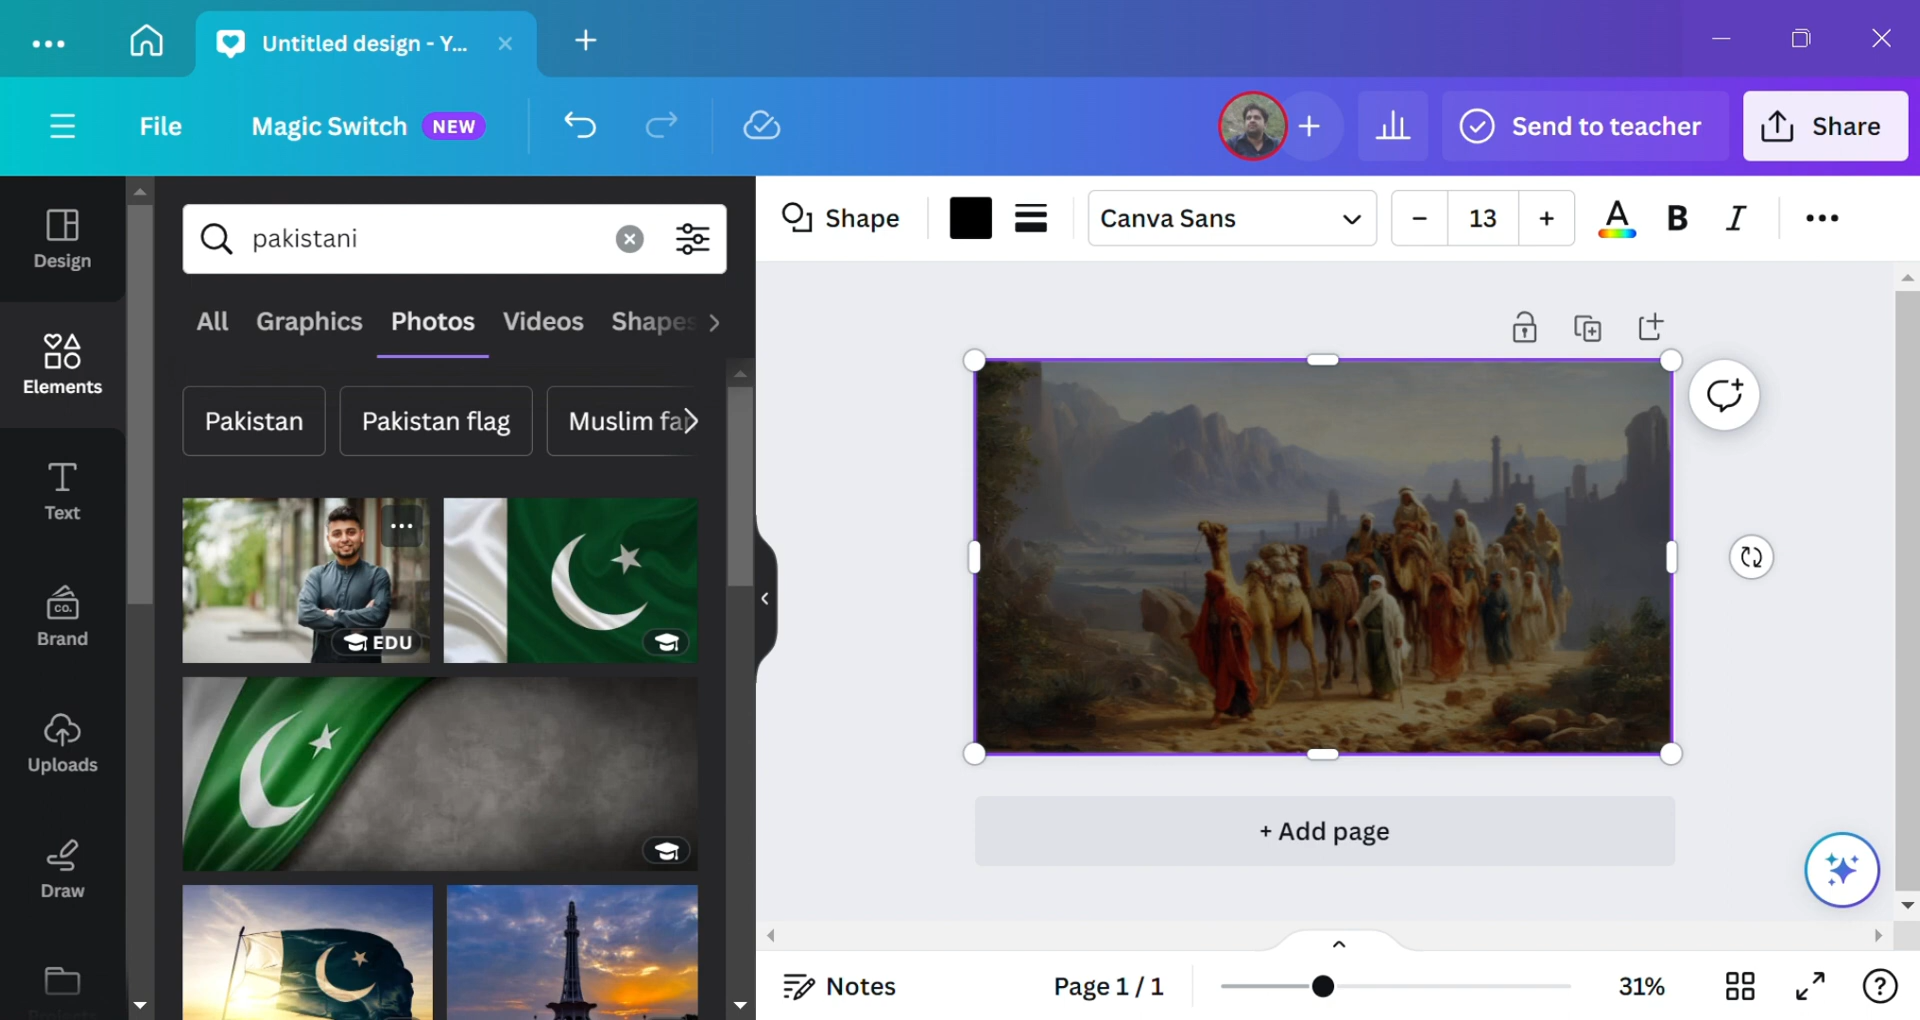 Untitled design - Y...
File
Magic Switch
NEW
Send to teacher
Share
Design
Elements
Text
CO.
Brand
Uploads
Draw
pakistani
All
Graphics
Photos
Videos
Shapes
Pakistan
Pakistan flag
Muslim fa
EDU
Shape
Canva Sans
- 13 +
A
B
I
+ Add page
Notes
Page 1 / 1
31%
?